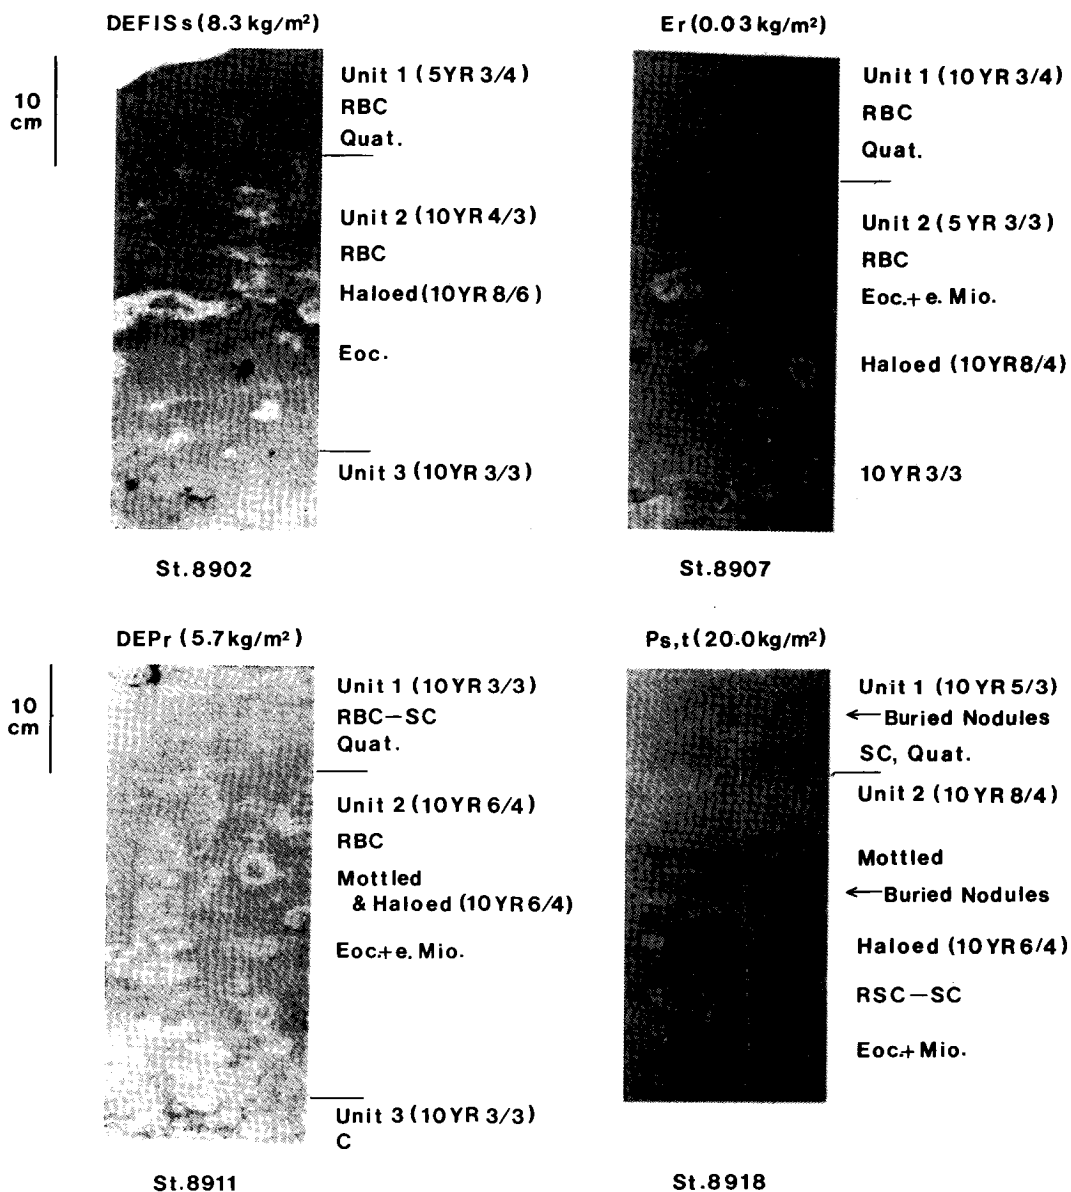 DEFISs (8.3 kg/m²)
10
cm
Unit 1 (5YR 3/4)
RBC
Quat.
Unit 2 (10YR 4/3)
RBC
Haloed (10YR 8/6)
Eoc.
Unit 3 (10YR 3/3)
St.8902
Er (0.03 kg/m²)
Unit 1 (10YR 3/4)
RBC
Quat.
Unit 2 (5YR 3/3)
RBC
Eoc.+ e. Mio.
Haloed (10YR8/4)
10YR 3/3
St.8907
DEPr (5.7kg/m²)
10
cm
Unit 1 (10YR 3/3)
RBC-SC
Quat.
Unit 2 (10YR 6/4)
RBC
Mottled
& Haloed (10YR 6/4)
Eoc.+e. Mio.
Unit 3 (10YR 3/3)
C
St.8911
Ps,t (20.0kg/m²)
Unit 1 (10YR 5/3)
← Buried Nodules
SC, Quat.
Unit 2 (10YR 8/4)
Mottled
← Buried Nodules
Haloed (10YR 6/4)
RSC-SC
Eoc.+ Mio.
St.8918